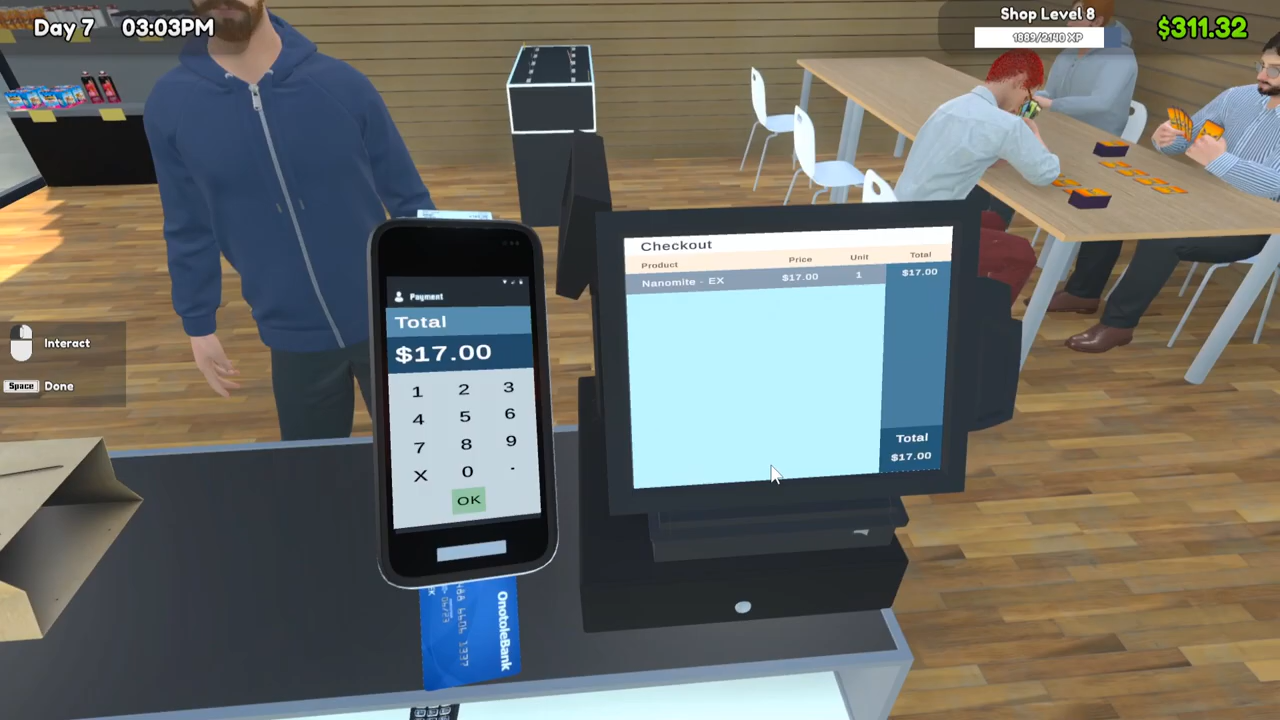 Day 7 03:03PM
Shop Level 8
1889/2140 XP
$311.32
Interact
Space Done
Payment
Total
$17.00
1 2 3
4 5 6
7 8 9
X 0 .
OK
Checkout
Product Price Unit Total
Nanomite - EX $17.00 1 $17.00
Total
$17.00
OnotoleBank
1337